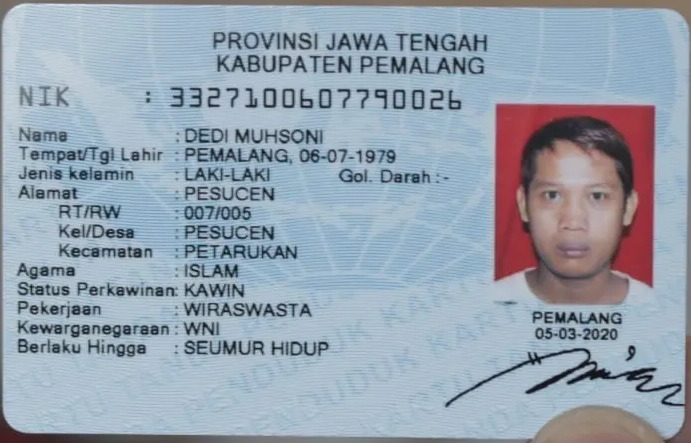 PROVINSI JAWA TENGAH
KABUPATEN PEMALANG
NIK : 3327100607790026
Nama : DEDI MUHSONI
Tempat/Tgl Lahir : PEMALANG, 06-07-1979
Jenis kelamin : LAKI-LAKI Gol. Darah : -
Alamat : PESUCEN
RT/RW : 007/005
Kel/Desa : PESUCEN
Kecamatan : PETARUKAN
Agama : ISLAM
Status Perkawinan: KAWIN
Pekerjaan : WIRASWASTA
Kewarganegaraan: WNI
Berlaku Hingga : SEUMUR HIDUP
PEMALANG
05-03-2020